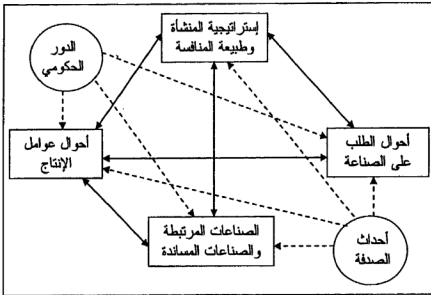 إستراتيجية المنشأة
وطبيعة المنافسة
الدور
الحكومي
أحوال الطلب
على الصناعة
أحوال عوامل
الإنتاج
الصناعات المرتبطة
والصناعات المساندة
أحداث
الصدفة